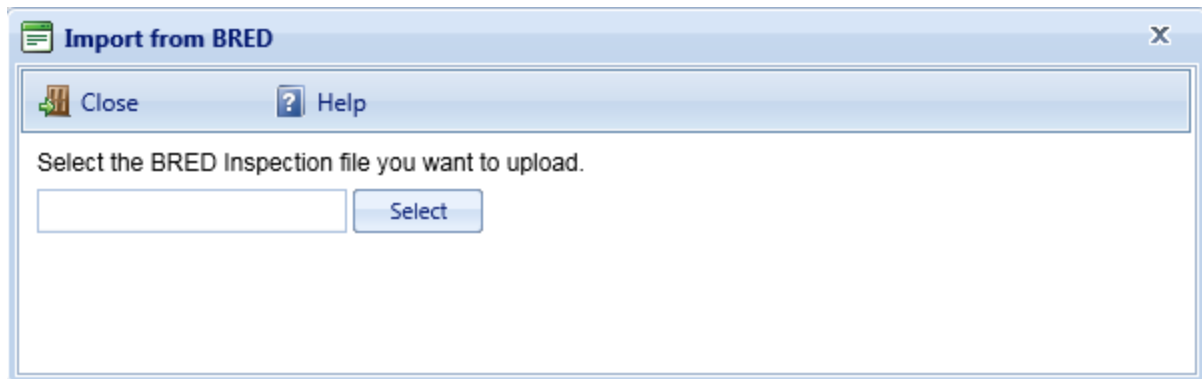 Import from BRED
Close Help
Select the BRED Inspection file you want to upload.
Select